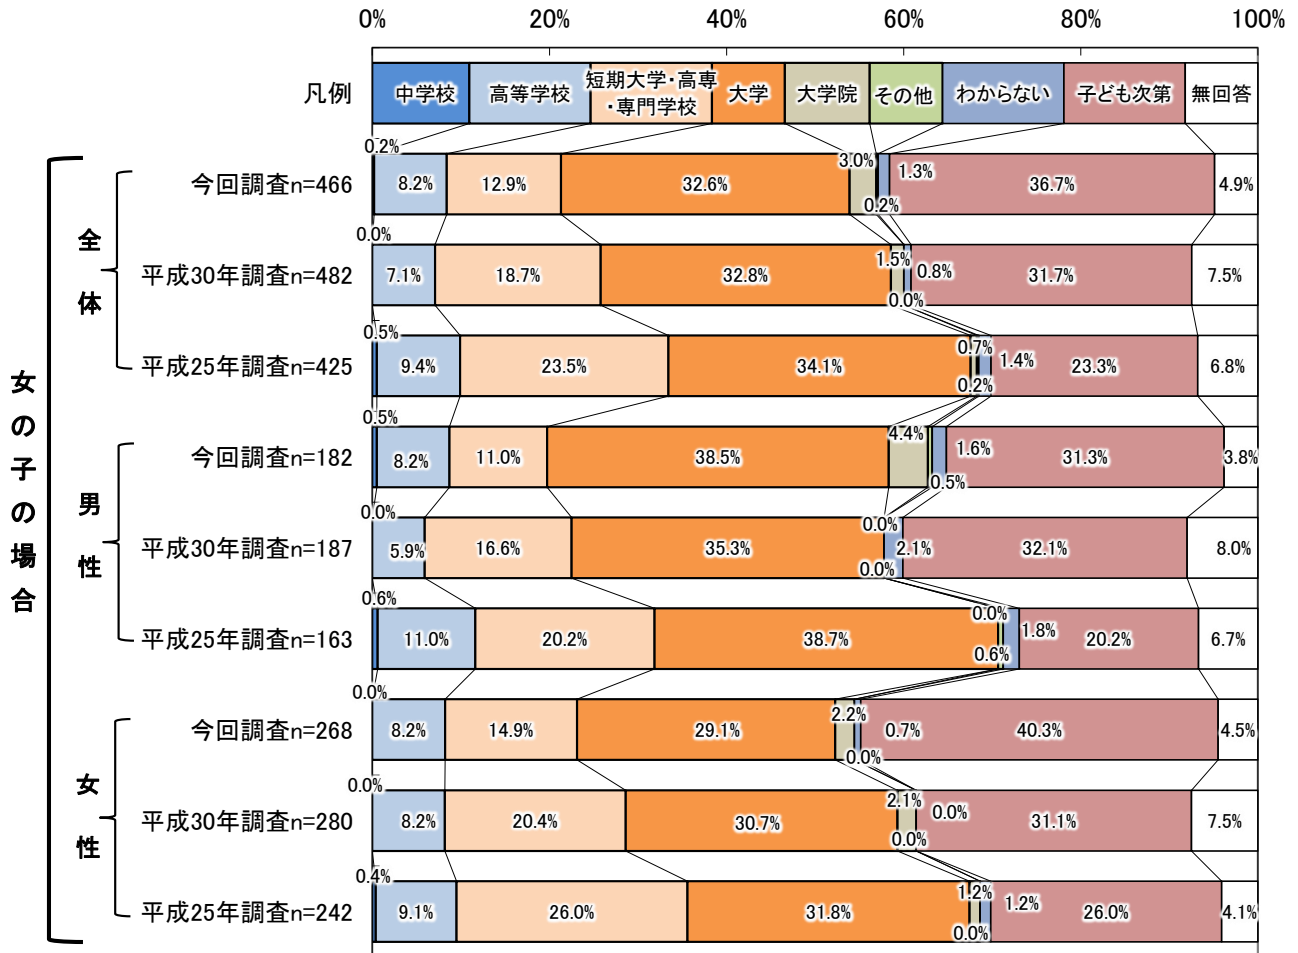 0% 20% 40% 60% 80% 100%
凡例 中学校 高等学校 短期大学・高専・専門学校 大学 大学院 その他 わからない 子ども次第 無回答
女の子の場合
全体
今回調査n=466 0.2% 8.2% 12.9% 32.6% 3.0% 0.2% 1.3% 36.7% 4.9%
平成30年調査n=482 0.0% 7.1% 18.7% 32.8% 1.5% 0.0% 0.8% 31.7% 7.5%
平成25年調査n=425 0.5% 9.4% 23.5% 34.1% 0.7% 0.2% 1.4% 23.3% 6.8%
男性
今回調査n=182 0.5% 8.2% 11.0% 38.5% 4.4% 0.5% 1.6% 31.3% 3.8%
平成30年調査n=187 0.0% 5.9% 16.6% 35.3% 0.0% 0.0% 2.1% 32.1% 8.0%
平成25年調査n=163 0.6% 11.0% 20.2% 38.7% 0.0% 0.6% 1.8% 20.2% 6.7%
女性
今回調査n=268 0.0% 8.2% 14.9% 29.1% 2.2% 0.0% 0.7% 40.3% 4.5%
平成30年調査n=280 0.0% 8.2% 20.4% 30.7% 2.1% 0.0% 0.0% 31.1% 7.5%
平成25年調査n=242 0.4% 9.1% 26.0% 31.8% 1.2% 0.0% 1.2% 26.0% 4.1%